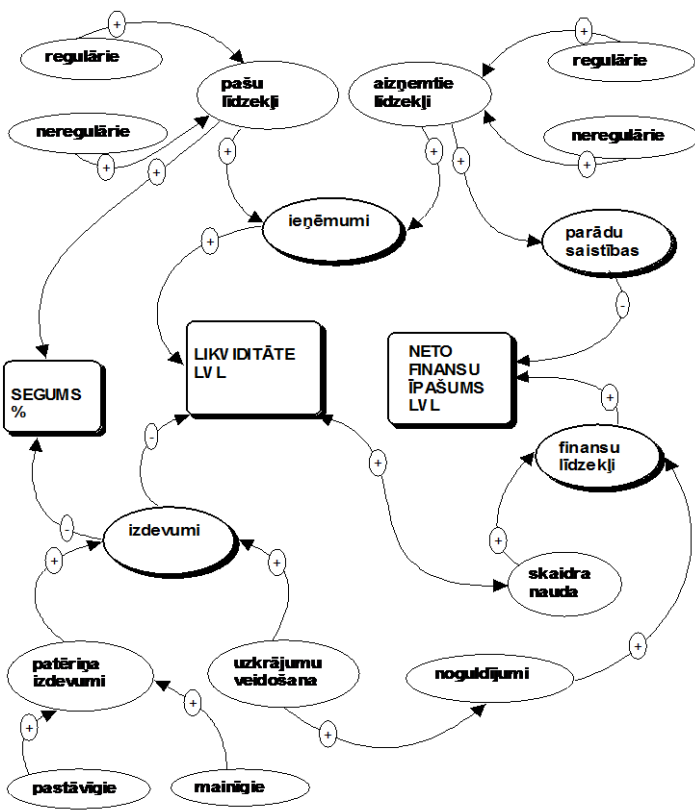 +
+
regulārie
pašu
līdzekļi
aizņemtie
līdzekļi
regulārie
neregulārie
neregulārie
+
+
+
+
+
+
ieņēmumi
+
parādu
saistības
-
LIKVIDITĀTE
LVL
NETO
FINANSU
ĪPAŠUMS
LVL
SEGUMS
%
+
-
finansu
līdzekļi
+
izdevumi
-
+
+
+
skaidra
nauda
patēriņa
izdevumi
uzkrājumu
veidošana
noguldījumi
+
+
+
+
pastāvīgie
mainīgie